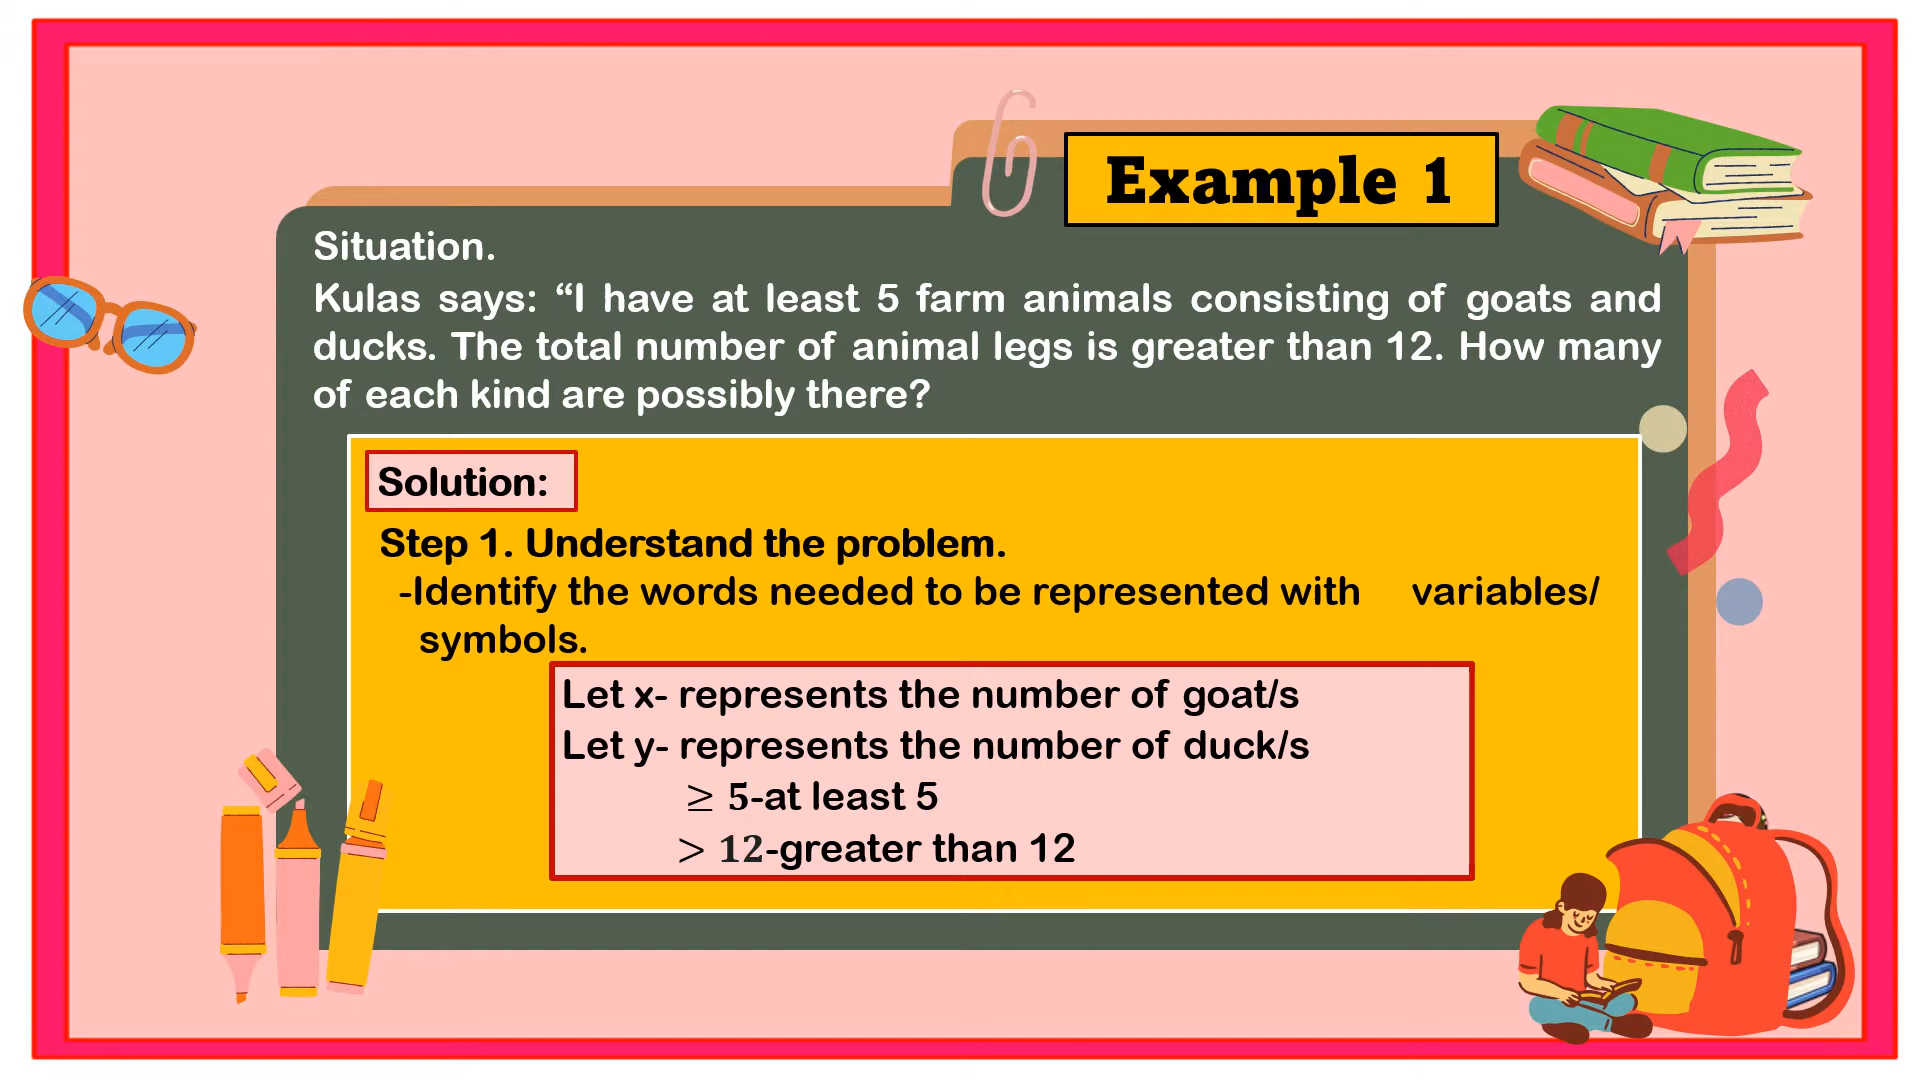 Example 1
Situation.
Kulas says: “I have at least 5 farm animals consisting of goats and
ducks. The total number of animal legs is greater than 12. How many
of each kind are possibly there?
Solution:
Step 1. Understand the problem.
-Identify the words needed to be represented with variables/
symbols.
Let x- represents the number of goat/s
Let y- represents the number of duck/s
≥ 5-at least 5
> 12-greater than 12